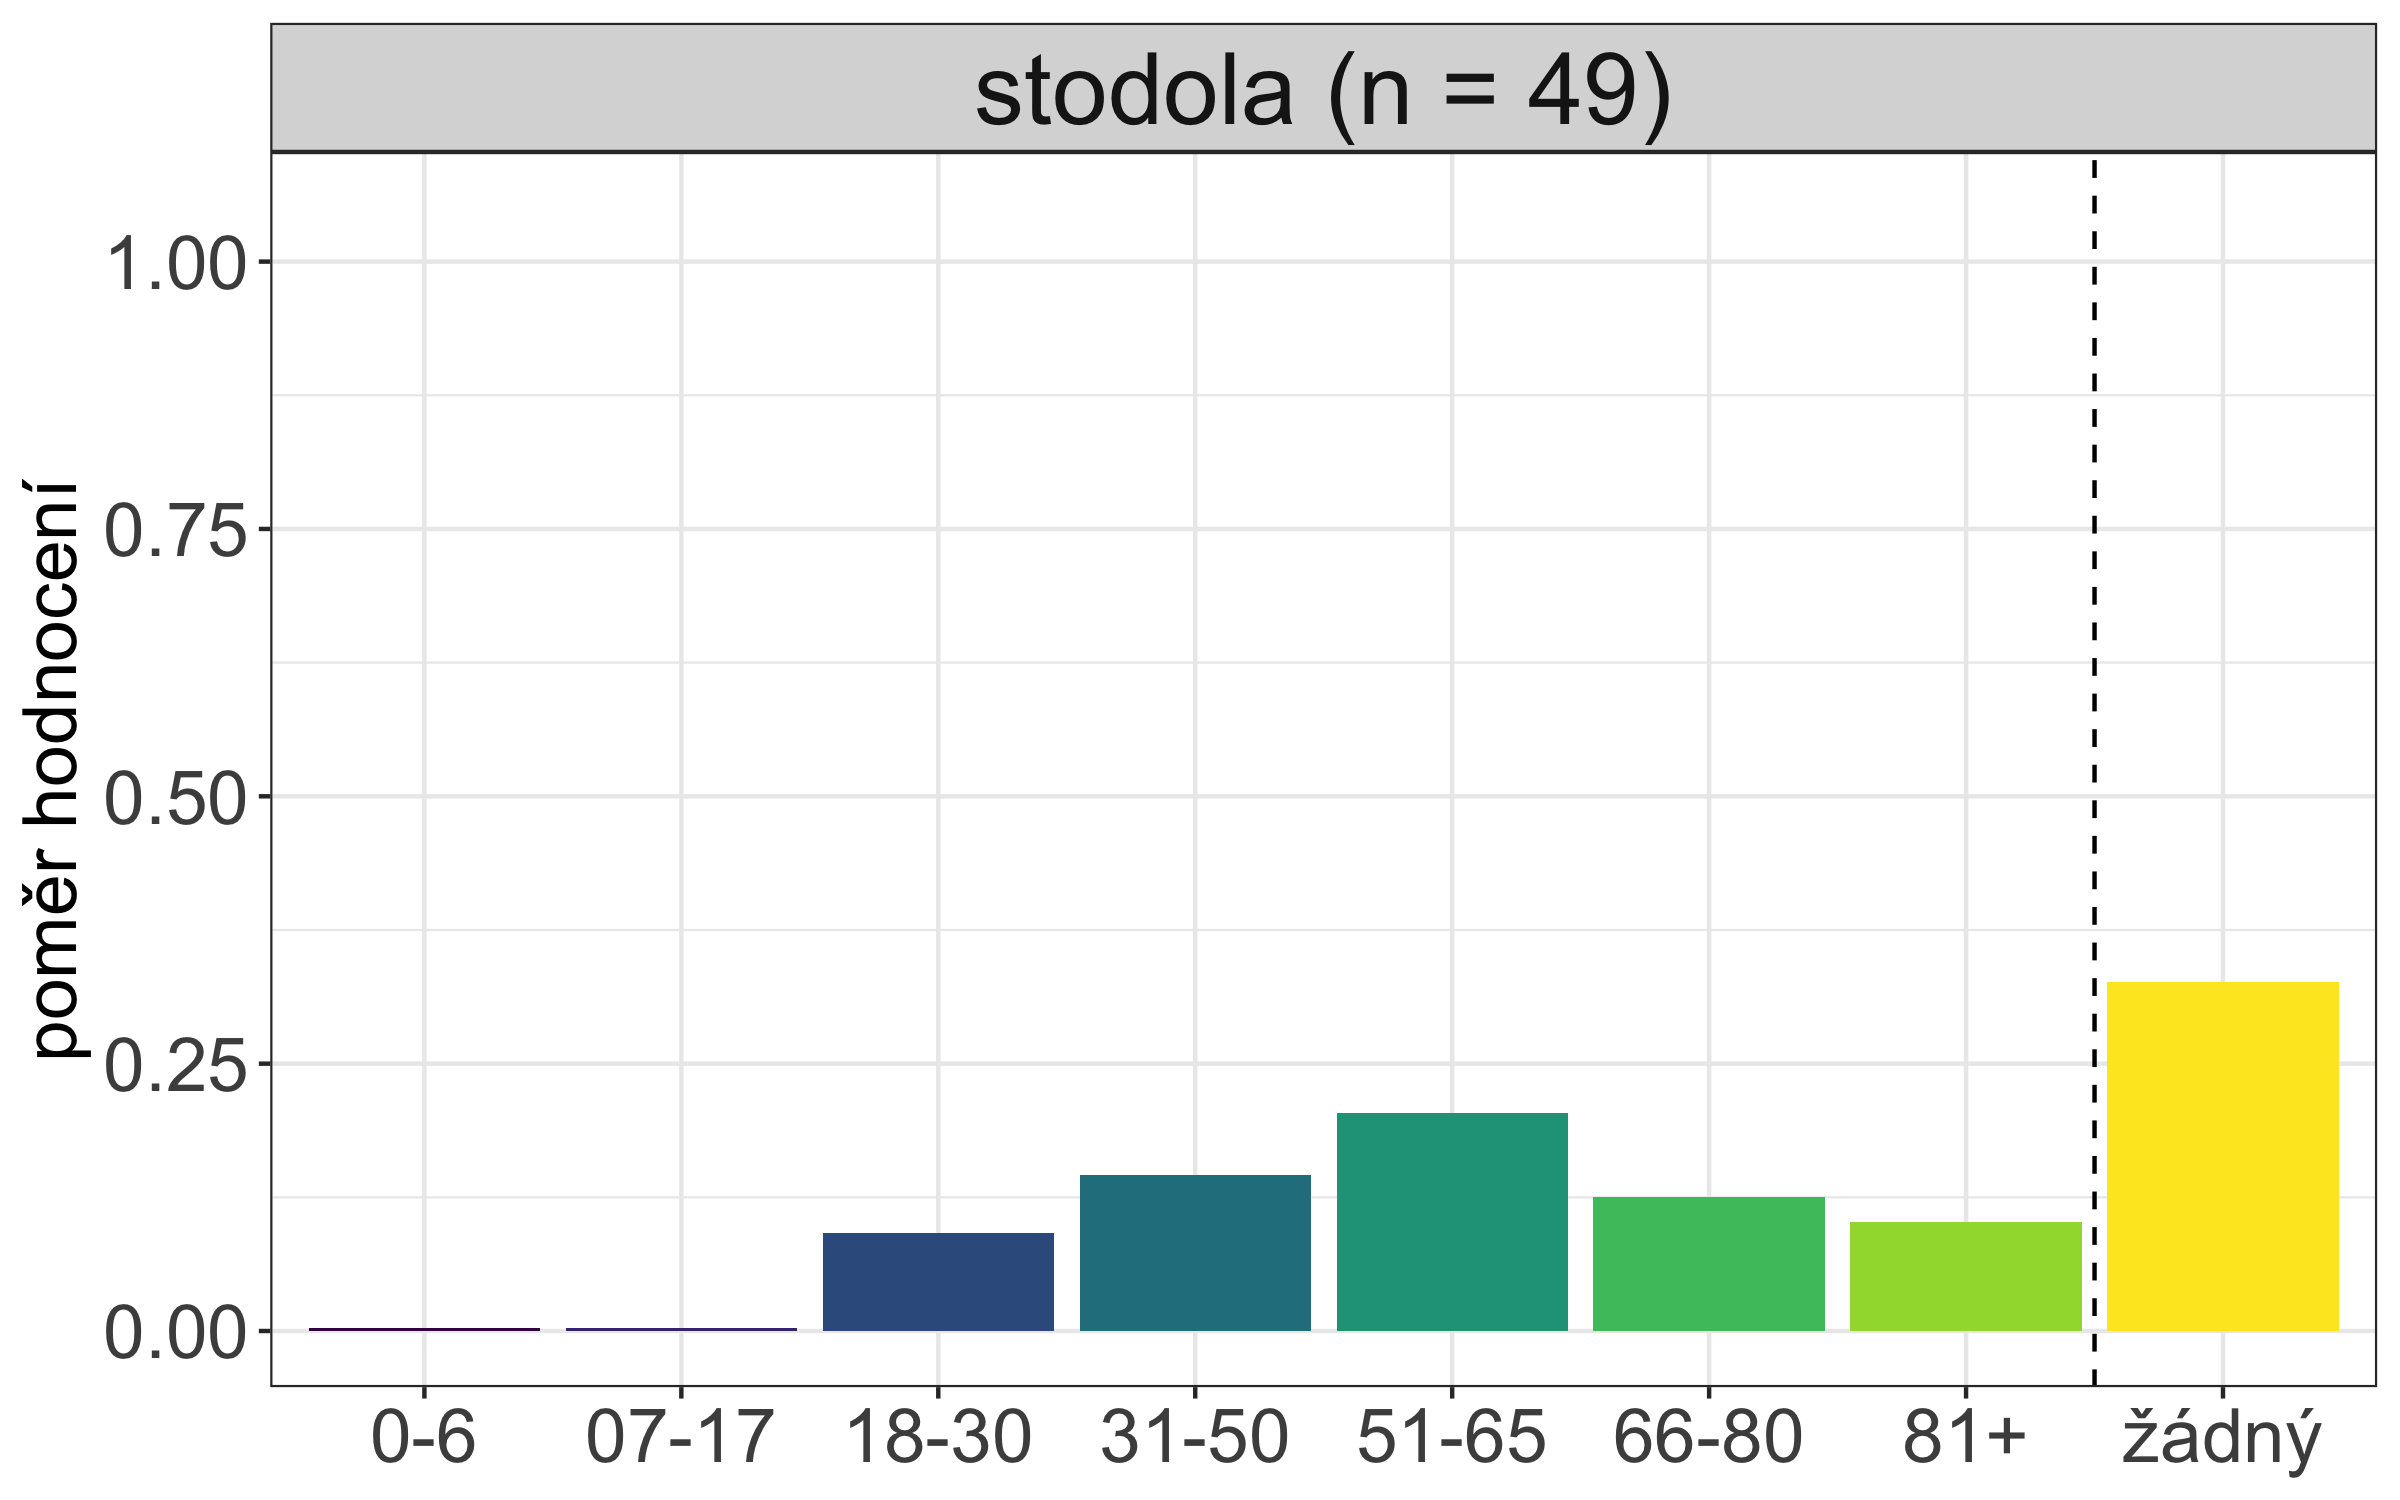 stodola (n = 49)
poměr hodnocení
1.00
0.75
0.50
0.25
0.00
0-6 07-17 18-30 31-50 51-65 66-80 81+ žádný